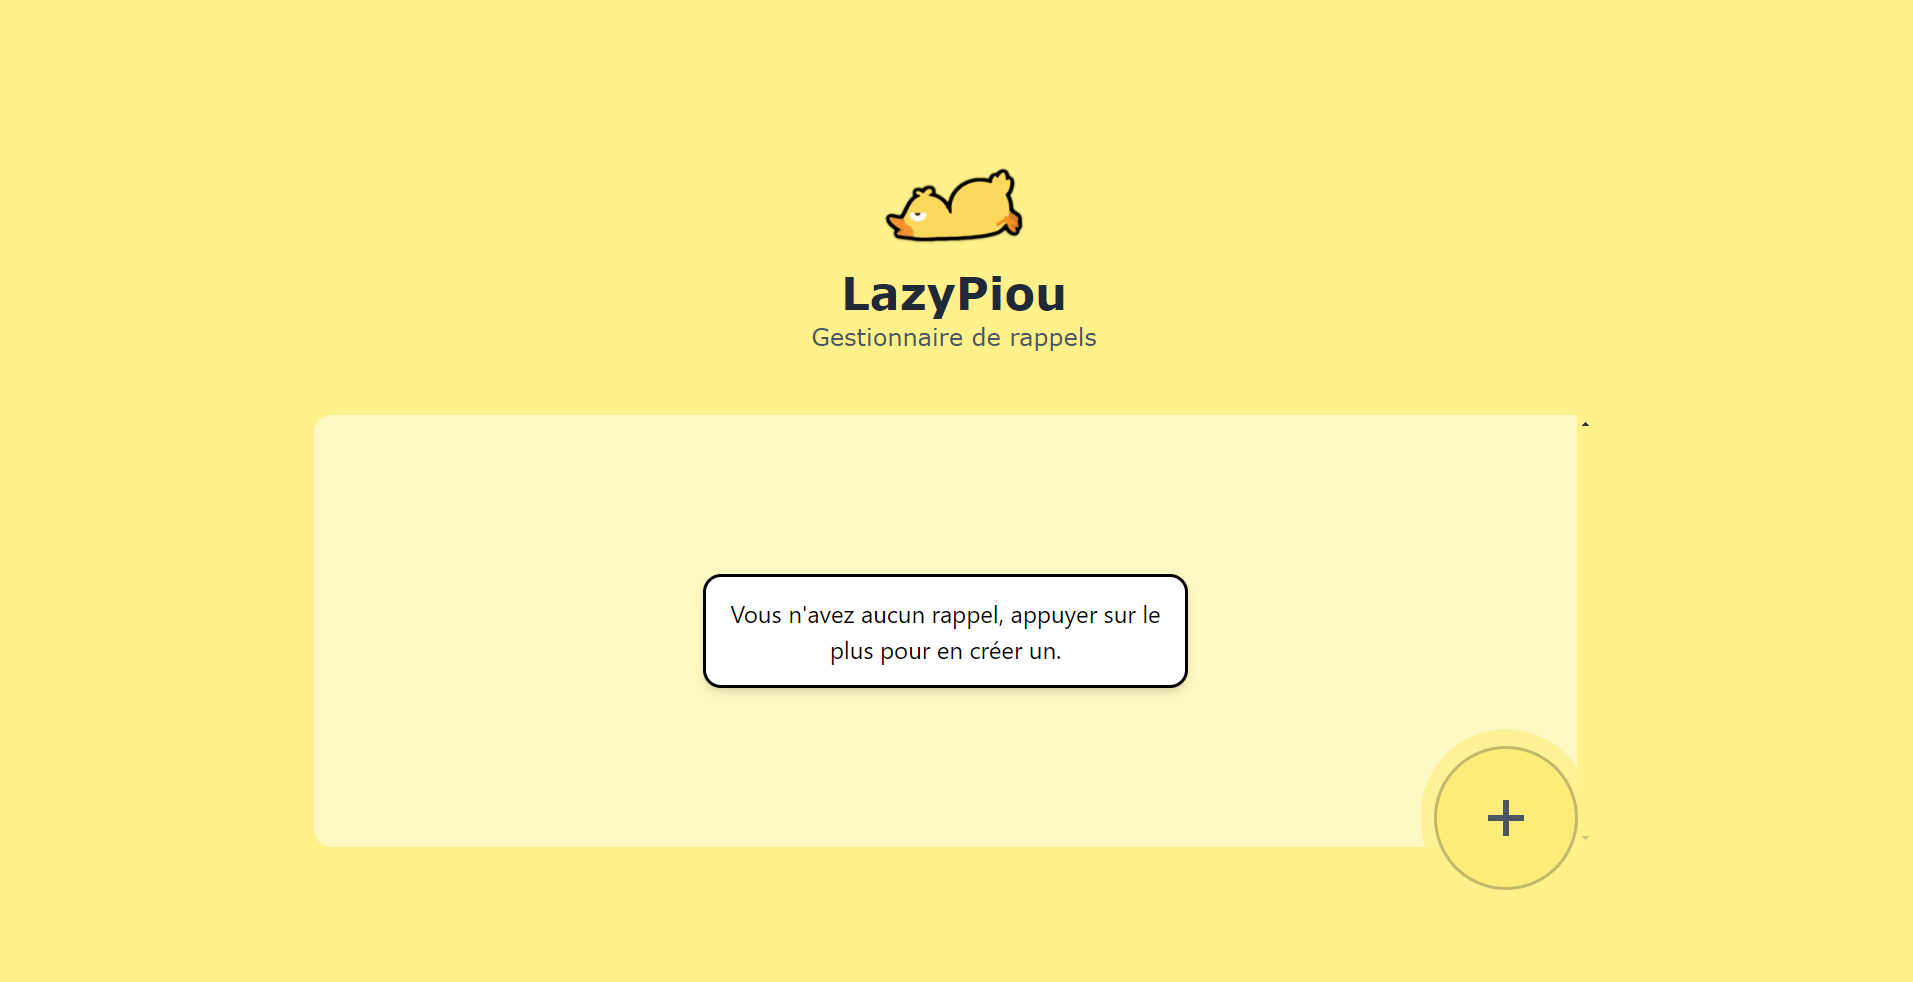 LazyPiou
Gestionnaire de rappels
Vous n'avez aucun rappel, appuyer sur le
plus pour en créer un.
+